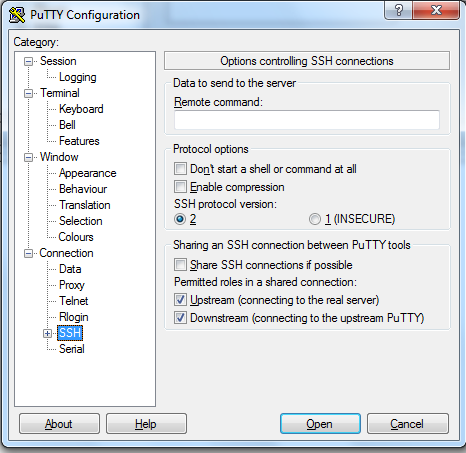 PuTTY Configuration
Category:
Session
Logging
Terminal
Keyboard
Bell
Features
Window
Appearance
Behaviour
Translation
Selection
Colours
Connection
Data
Proxy
Telnet
Rlogin
SSH
Serial
Options controlling SSH connections
Data to send to the server
Remote command:
Protocol options
Don't start a shell or command at all
Enable compression
SSH protocol version:
2 1 (INSECURE)
Sharing an SSH connection between PuTTY tools
Share SSH connections if possible
Permitted roles in a shared connection:
Upstream (connecting to the real server)
Downstream (connecting to the upstream PuTTY)
About Help Open Cancel